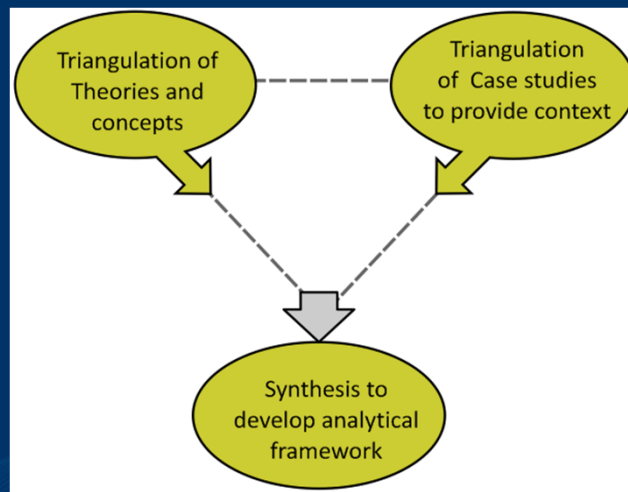 Triangulation of
Theories and
concepts
Triangulation
of Case studies
to provide context
Synthesis to
develop analytical
framework